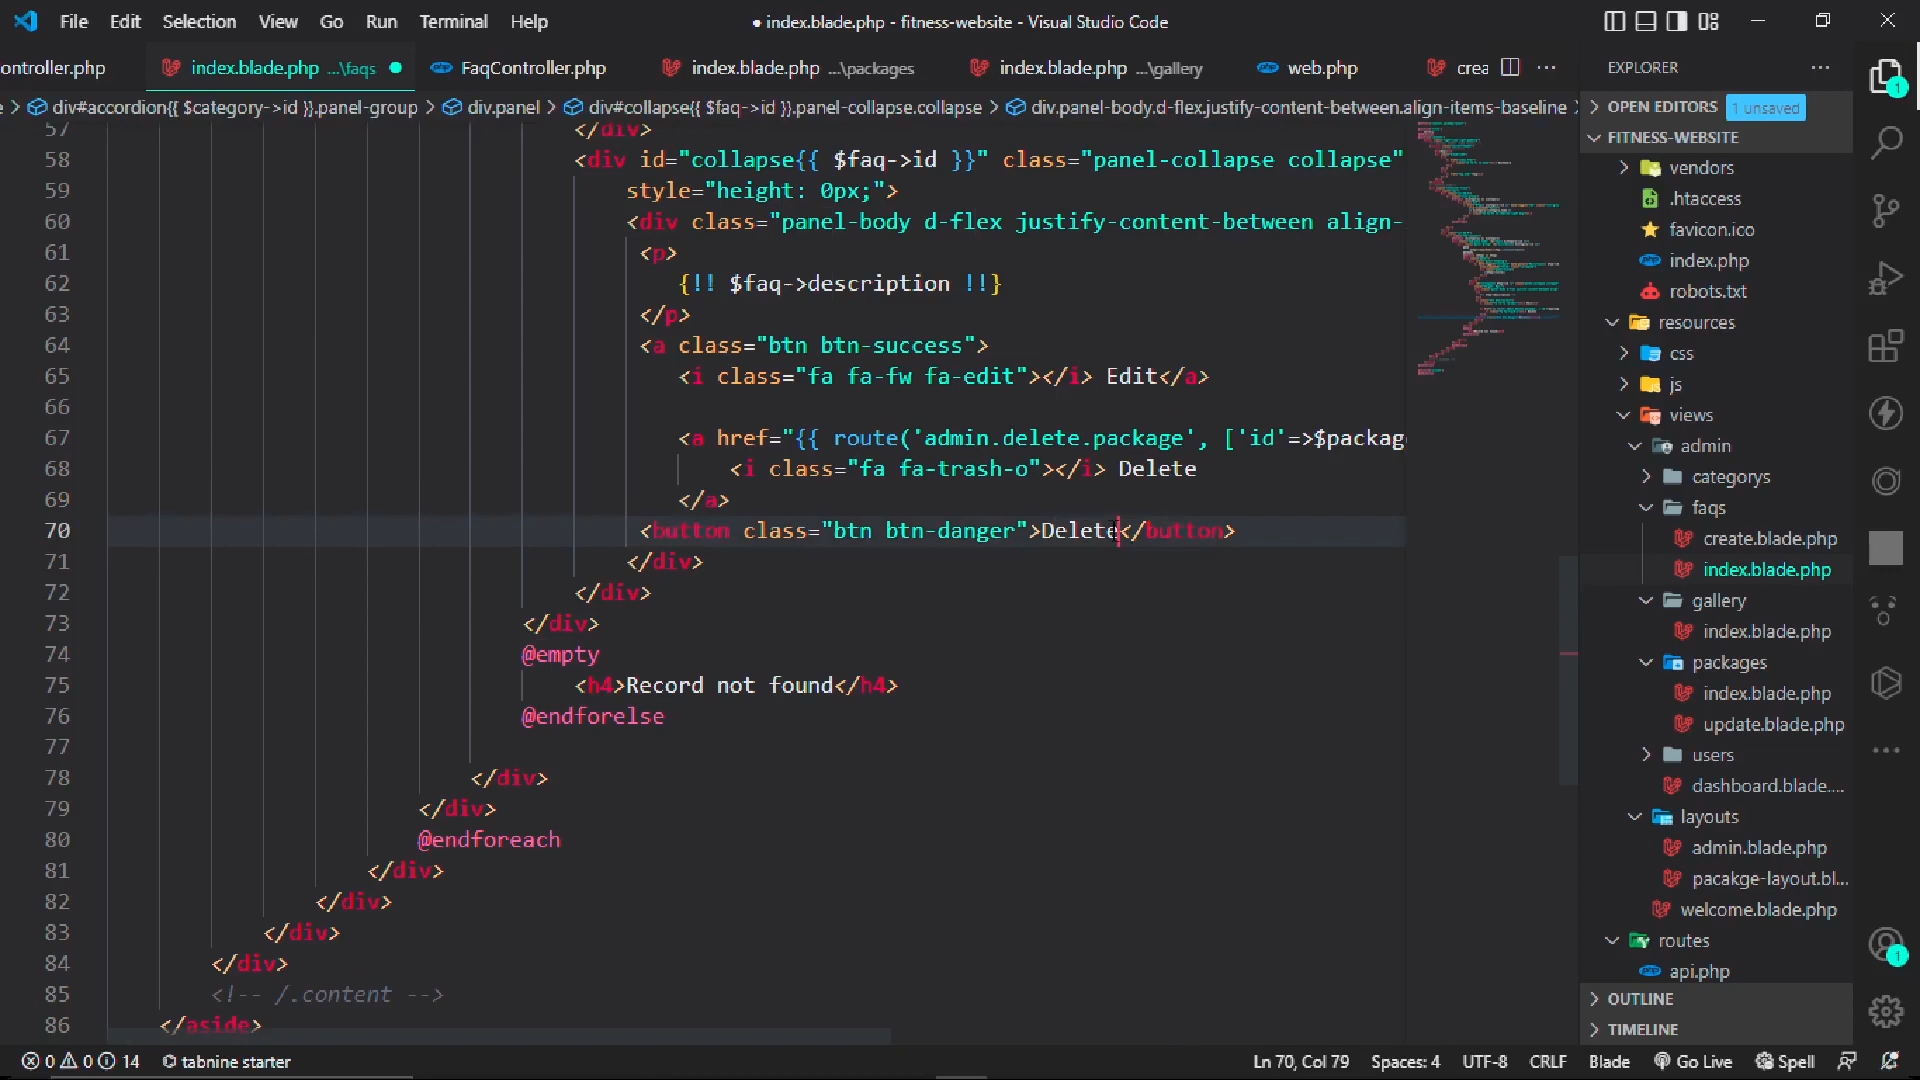 File Edit Selection View Go Run Terminal Help
● index.blade.php - fitness-website - Visual Studio Code
ontroller.php
index.blade.php ...\faqs
FaqController.php
index.blade.php ...\packages
index.blade.php ...\gallery
web.php
crea
EXPLORER
e > div#accordion{{ $category->id }}.panel-group > div.panel > div#collapse{{ $faq->id }}.panel-collapse.collapse > div.panel-body.d-flex.justify-content-between.align-items-baseline >
57 </div>
58 <div id="collapse{{ $faq->id }}" class="panel-collapse collapse"
59 style="height: 0px;">
60 <div class="panel-body d-flex justify-content-between align-
61 <p>
62 {!! $faq->description !!}
63 </p>
64 <a class="btn btn-success">
65 <i class="fa fa-fw fa-edit"></i> Edit</a>
66
67 <a href="{{ route('admin.delete.package', ['id'=>$packag
68 <i class="fa fa-trash-o"></i> Delete
69 </a>
70 <button class="btn btn-danger">Delete</button>
71 </div>
72 </div>
73 </div>
74 @empty
75 <h4>Record not found</h4>
76 @endforelse
77
78 </div>
79 </div>
80 @endforeach
81 </div>
82 </div>
83 </div>
84 </div>
85 <!-- /.content -->
86 </aside>
OPEN EDITORS 1 unsaved
FITNESS-WEBSITE
vendors
.htaccess
favicon.ico
index.php
robots.txt
resources
css
js
views
admin
categorys
faqs
create.blade.php
index.blade.php
gallery
index.blade.php
packages
index.blade.php
update.blade.php
users
dashboard.blade....
layouts
admin.blade.php
pacakge-layout.bl...
welcome.blade.php
routes
api.php
OUTLINE
TIMELINE
1
1
0 0 14 tabnine starter
Ln 70, Col 79 Spaces: 4 UTF-8 CRLF Blade Go Live Spell